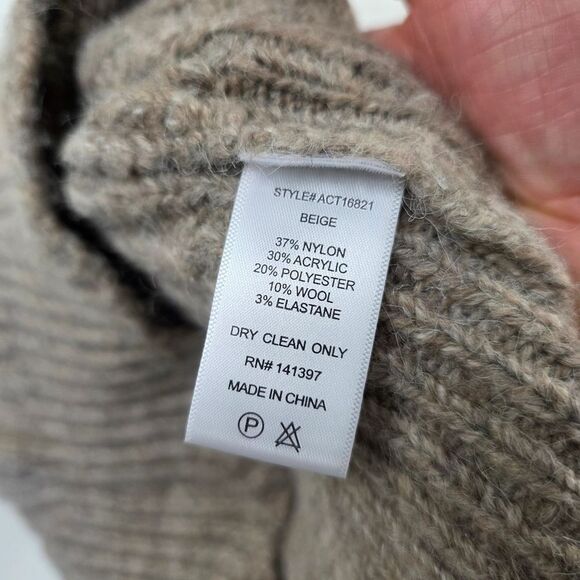 STYLE# ACT16821
BEIGE
37% NYLON
30% ACRYLIC
20% POLYESTER
10% WOOL
3% ELASTANE
DRY CLEAN ONLY
RN# 141397
MADE IN CHINA
P